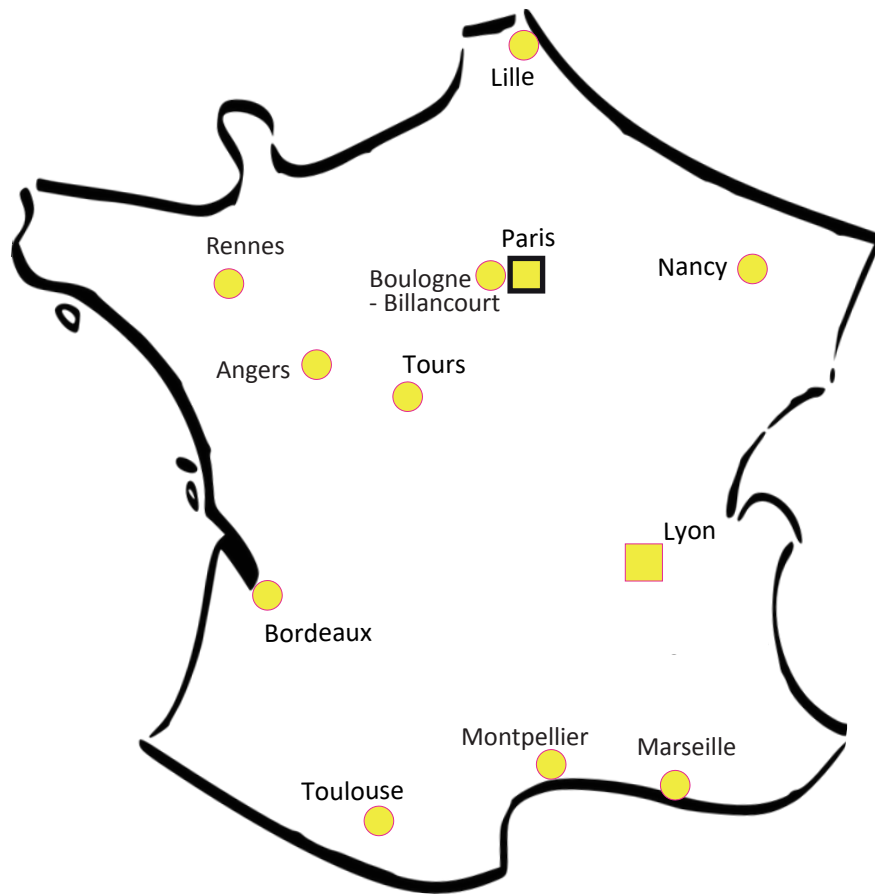 Lille
Paris
Rennes
Nancy
Boulogne
- Billancourt
Tours
Angers
Lyon
Bordeaux
Montpellier
Marseille
Toulouse